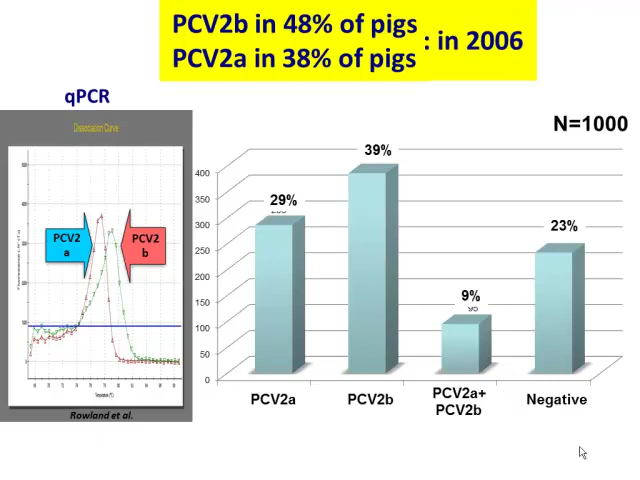 PCV2b in 48% of pigs
PCV2a in 38% of pigs
: in 2006
qPCR
N=1000
Dissociation Curve
PCV2
a
PCV2
b
Temperature (°C)
Rowland et al.
400
350
300
250
200
150
100
50
0
29%
39%
9%
23%
PCV2a
PCV2b
PCV2a+
PCV2b
Negative